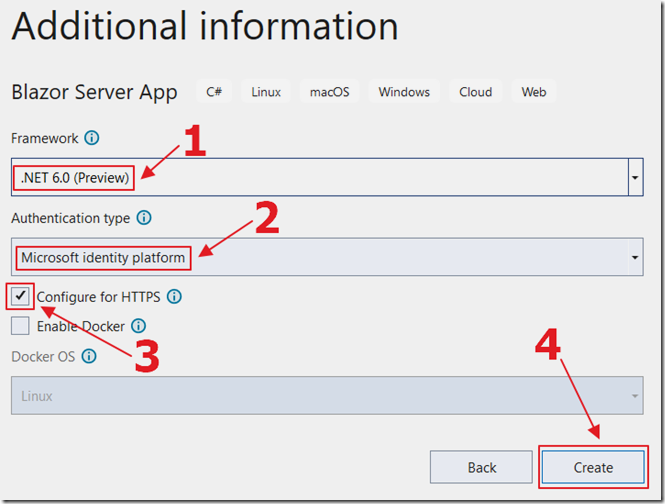 Additional information
Blazor Server App C# Linux macOS Windows Cloud Web
Framework
1
.NET 6.0 (Preview)
Authentication type
2
Microsoft identity platform
Configure for HTTPS
Enable Docker
3
Docker OS
4
Linux
Back Create